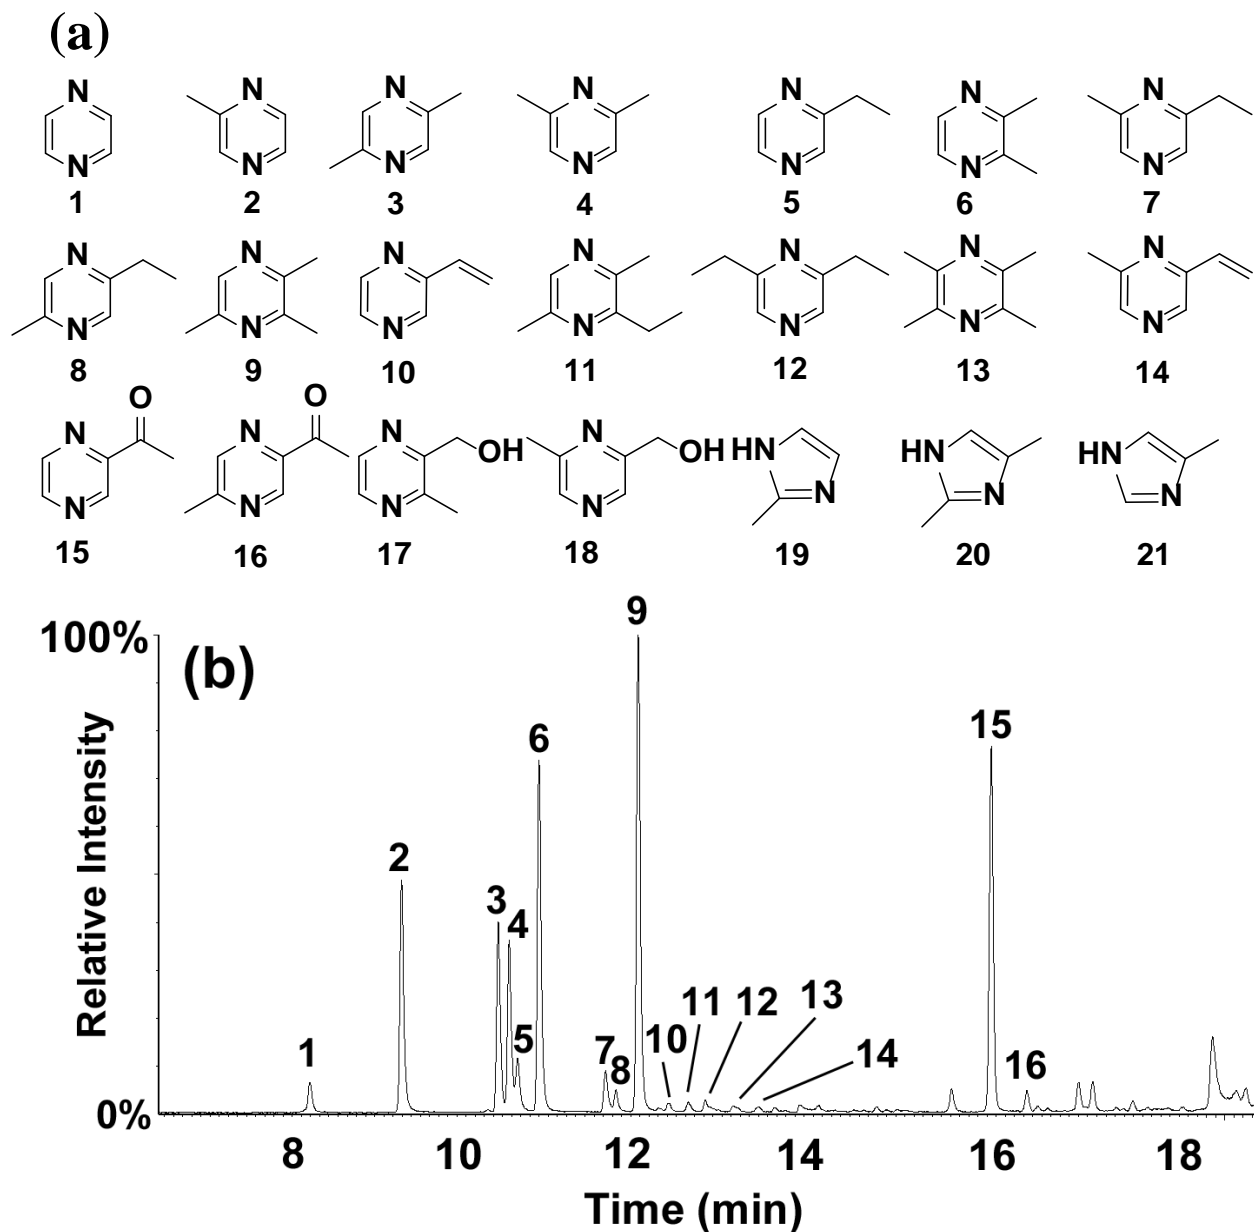 (a)
N N N N N N N
N N N N N N N
1 2 3 4 5 6 7
N N N N N N N
N N N N N N N
8 9 10 11 12 13 14
O O
N N N OH N OH HN HN HN
N N N N N N N
15 16 17 18 19 20 21
100%
(b)
9
15
6
2
3
4
1
5
7
8
10
11
12
13
14
16
0%
Relative Intensity
8 10 12 14 16 18
Time (min)